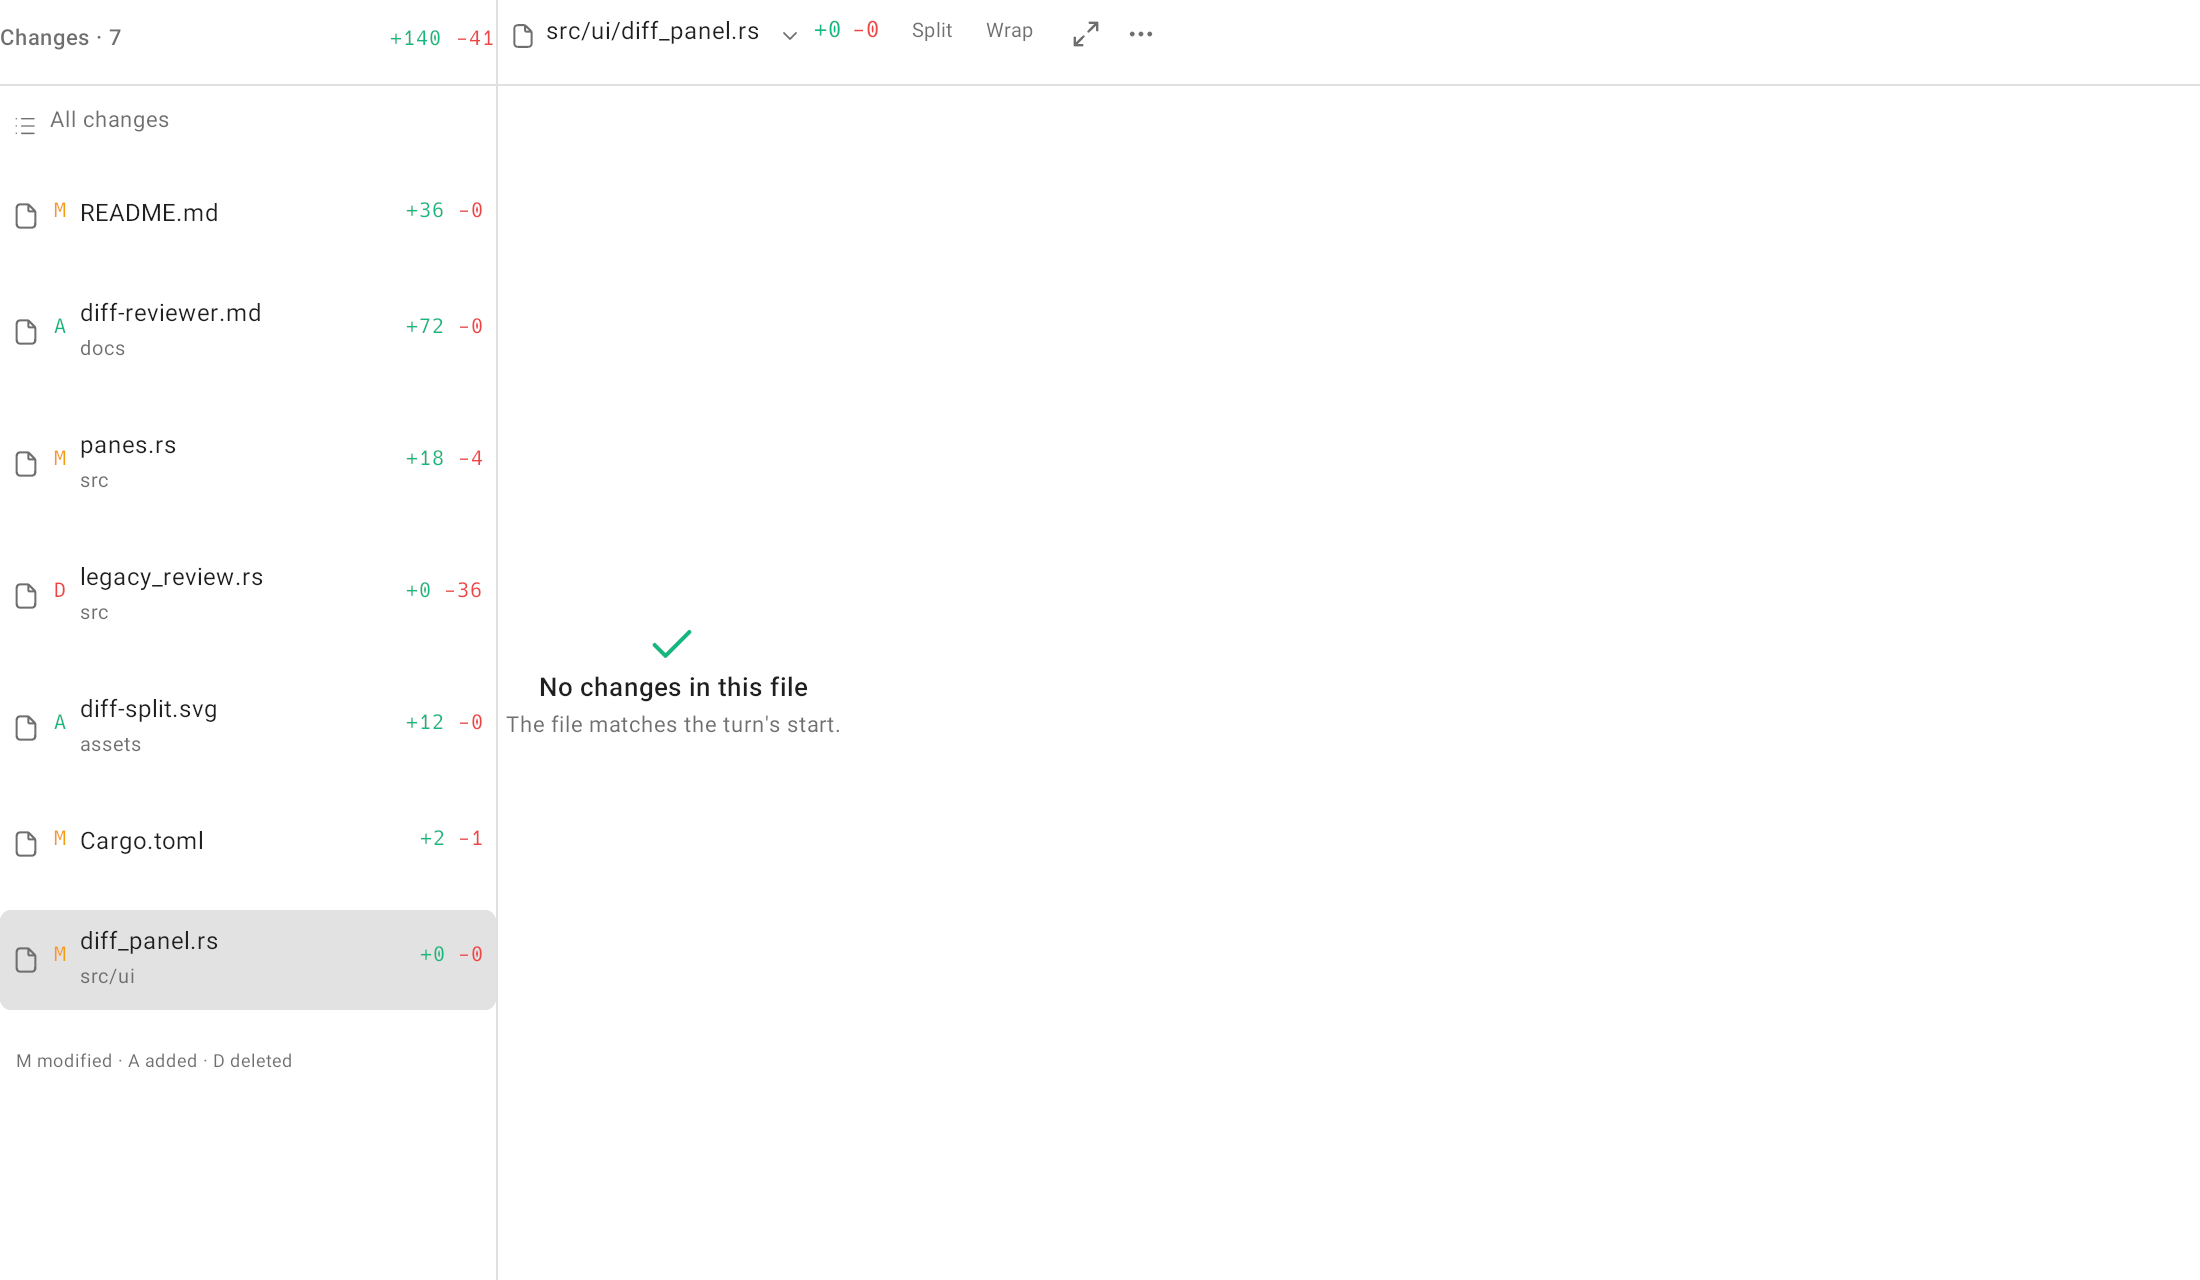 Changes · 7 +140 -41
src/ui/diff_panel.rs +0 -0 Split Wrap
All changes
M README.md +36 -0
diff-reviewer.md
A +72 -0
docs
panes.rs
M +18 -4
src
legacy_review.rs
D +0 -36
src
diff-split.svg
A +12 -0
assets
M Cargo.toml +2 -1
diff_panel.rs
M +0 -0
src/ui
M modified · A added · D deleted
No changes in this file
The file matches the turn's start.